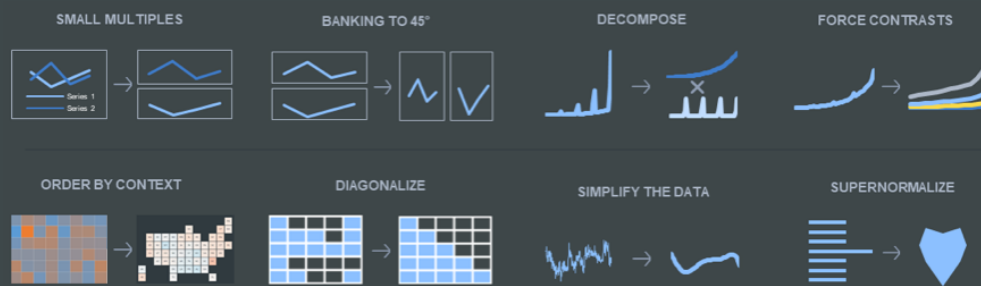 SMALL MULTIPLES
BANKING TO 45°
DECOMPOSE
FORCE CONTRASTS
Series 1
Series 2
ORDER BY CONTEXT
DIAGONALIZE
SIMPLIFY THE DATA
SUPERNORMALIZE